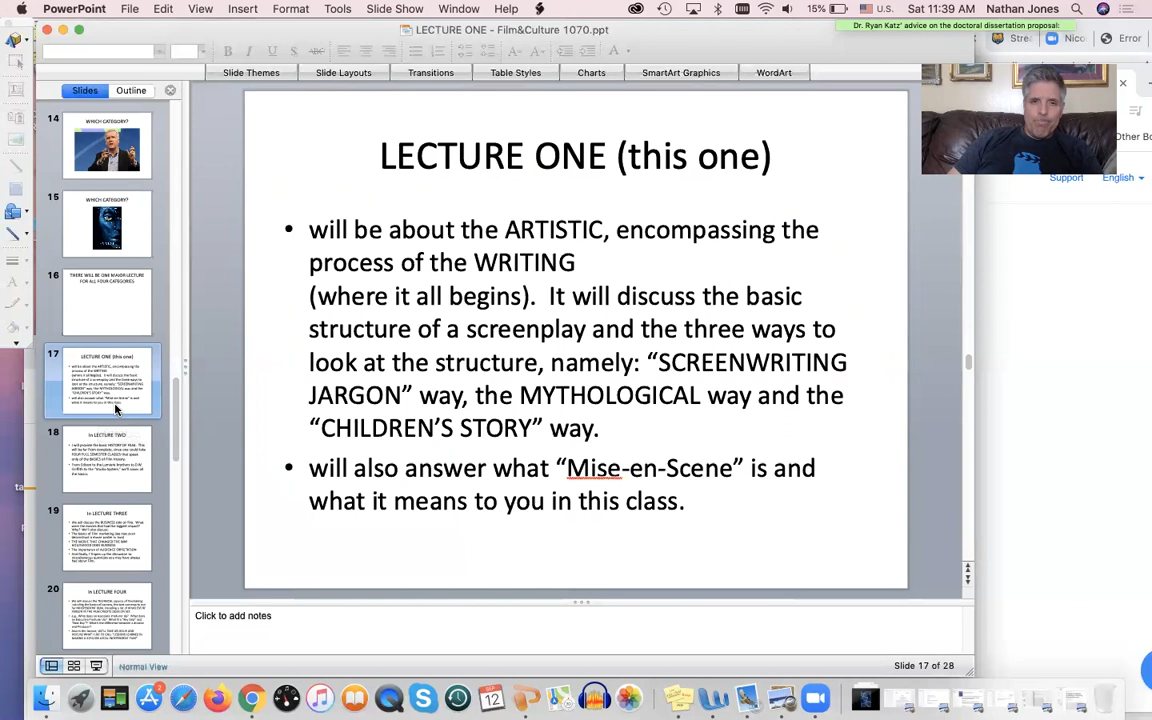 PowerPoint File Edit View Insert Format Tools Slide Show Window Help 15% U.S. Sat 11:39 AM Nathan Jones
Dr. Ryan Katz' advice on the doctoral dissertation proposal:
LECTURE ONE - Film&Culture 1070.ppt
Stre Nico Error
B I U S ABC
Slide Themes Slide Layouts Transitions Table Styles Charts SmartArt Graphics WordArt
Slides Outline
Other Bo
Support English
14
WHICH CATEGORY?
15
WHICH CATEGORY?
16
THERE WILL BE ONE MAJOR LECTURE
FOR ALL FOUR CATEGORIES
17
LECTURE ONE (this one)
18
In LECTURE TWO
19
In LECTURE THREE
20
In LECTURE FOUR
LECTURE ONE (this one)
• will be about the ARTISTIC, encompassing the
process of the WRITING
(where it all begins). It will discuss the basic
structure of a screenplay and the three ways to
look at the structure, namely: “SCREENWRITING
JARGON” way, the MYTHOLOGICAL way and the
“CHILDREN’S STORY” way.
• will also answer what “Mise-en-Scene” is and
what it means to you in this class.
Click to add notes
Normal View
Slide 17 of 28
SEP
12
2